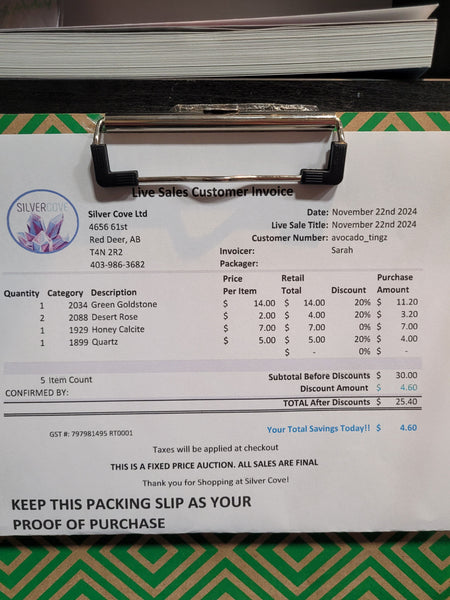 Live Sales Customer Invoice
SILVERCOVE
Silver Cove Ltd
4656 61st
Red Deer, AB
T4N 2R2
403-986-3682
Date: November 22nd 2024
Live Sale Title: November 22nd 2024
Customer Number: avocado_tingz
Invoicer: Sarah
Packager:
Quantity Category Description Price Per Item Retail Total Discount Purchase Amount
1 2034 Green Goldstone $ 14.00 $ 14.00 20% $ 11.20
2 2088 Desert Rose $ 2.00 $ 4.00 20% $ 3.20
1 1929 Honey Calcite $ 7.00 $ 7.00 0% $ 7.00
1 1899 Quartz $ 5.00 $ 5.00 20% $ 4.00
$ - 0% $ -
5 Item Count Subtotal Before Discounts $ 30.00
CONFIRMED BY: Discount Amount $ 4.60
TOTAL After Discounts $ 25.40
GST #: 797981495 RT0001 Your Total Savings Today!! $ 4.60
Taxes will be applied at checkout
THIS IS A FIXED PRICE AUCTION. ALL SALES ARE FINAL
Thank you for Shopping at Silver Cove!
KEEP THIS PACKING SLIP AS YOUR
PROOF OF PURCHASE